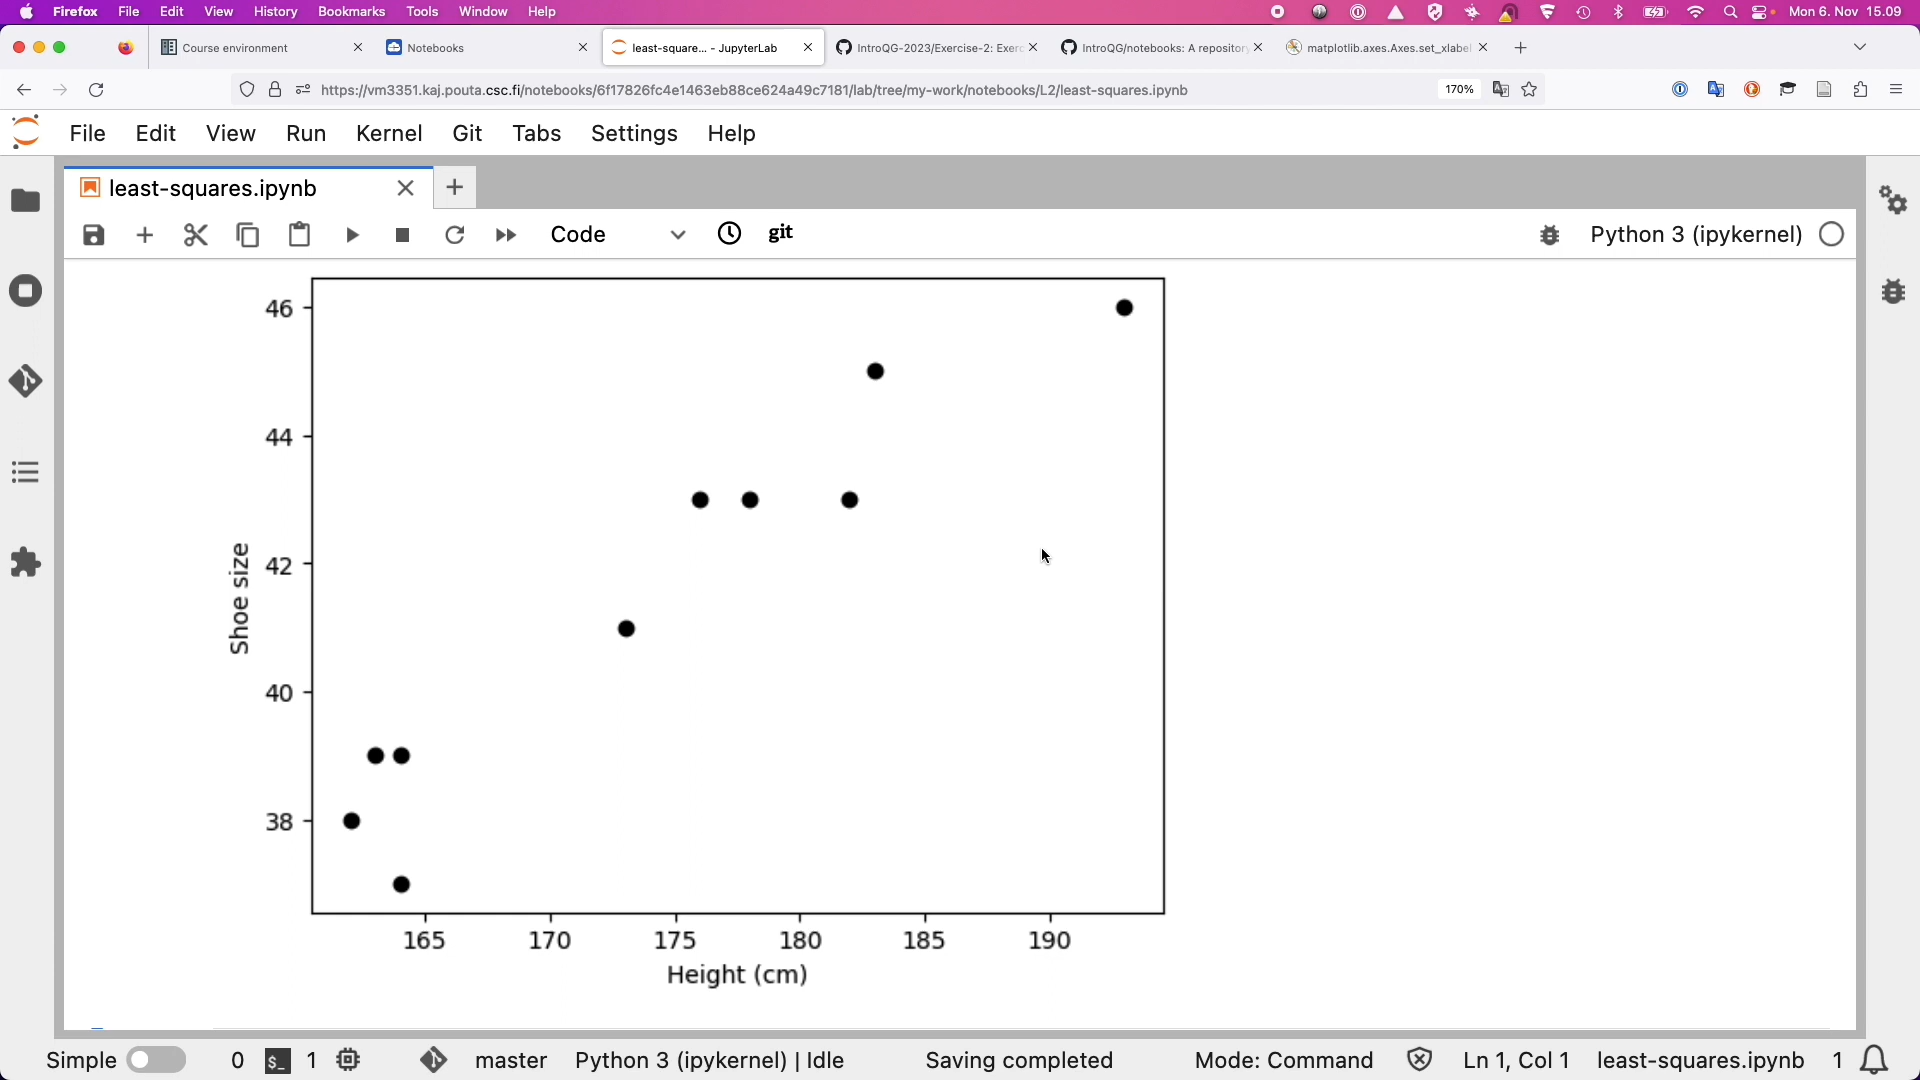 Firefox File Edit View History Bookmarks Tools Window Help Mon 6. Nov 15.09
Course environment Notebooks least-square... - JupyterLab IntroQG-2023/Exercise-2: Exerc IntroQG/notebooks: A repository matplotlib.axes.Axes.set_xlabel
https://vm3351.kaj.pouta.csc.fi/notebooks/6f17826fc4e1463eb88ce624a49c7181/lab/tree/my-work/notebooks/L2/least-squares.ipynb 170%
File Edit View Run Kernel Git Tabs Settings Help
least-squares.ipynb
Code git Python 3 (ipykernel)
46
44
42
40
38
Shoe size
165 170 175 180 185 190
Height (cm)
Simple 0 $_ 1 master Python 3 (ipykernel) | Idle Saving completed Mode: Command Ln 1, Col 1 least-squares.ipynb 1